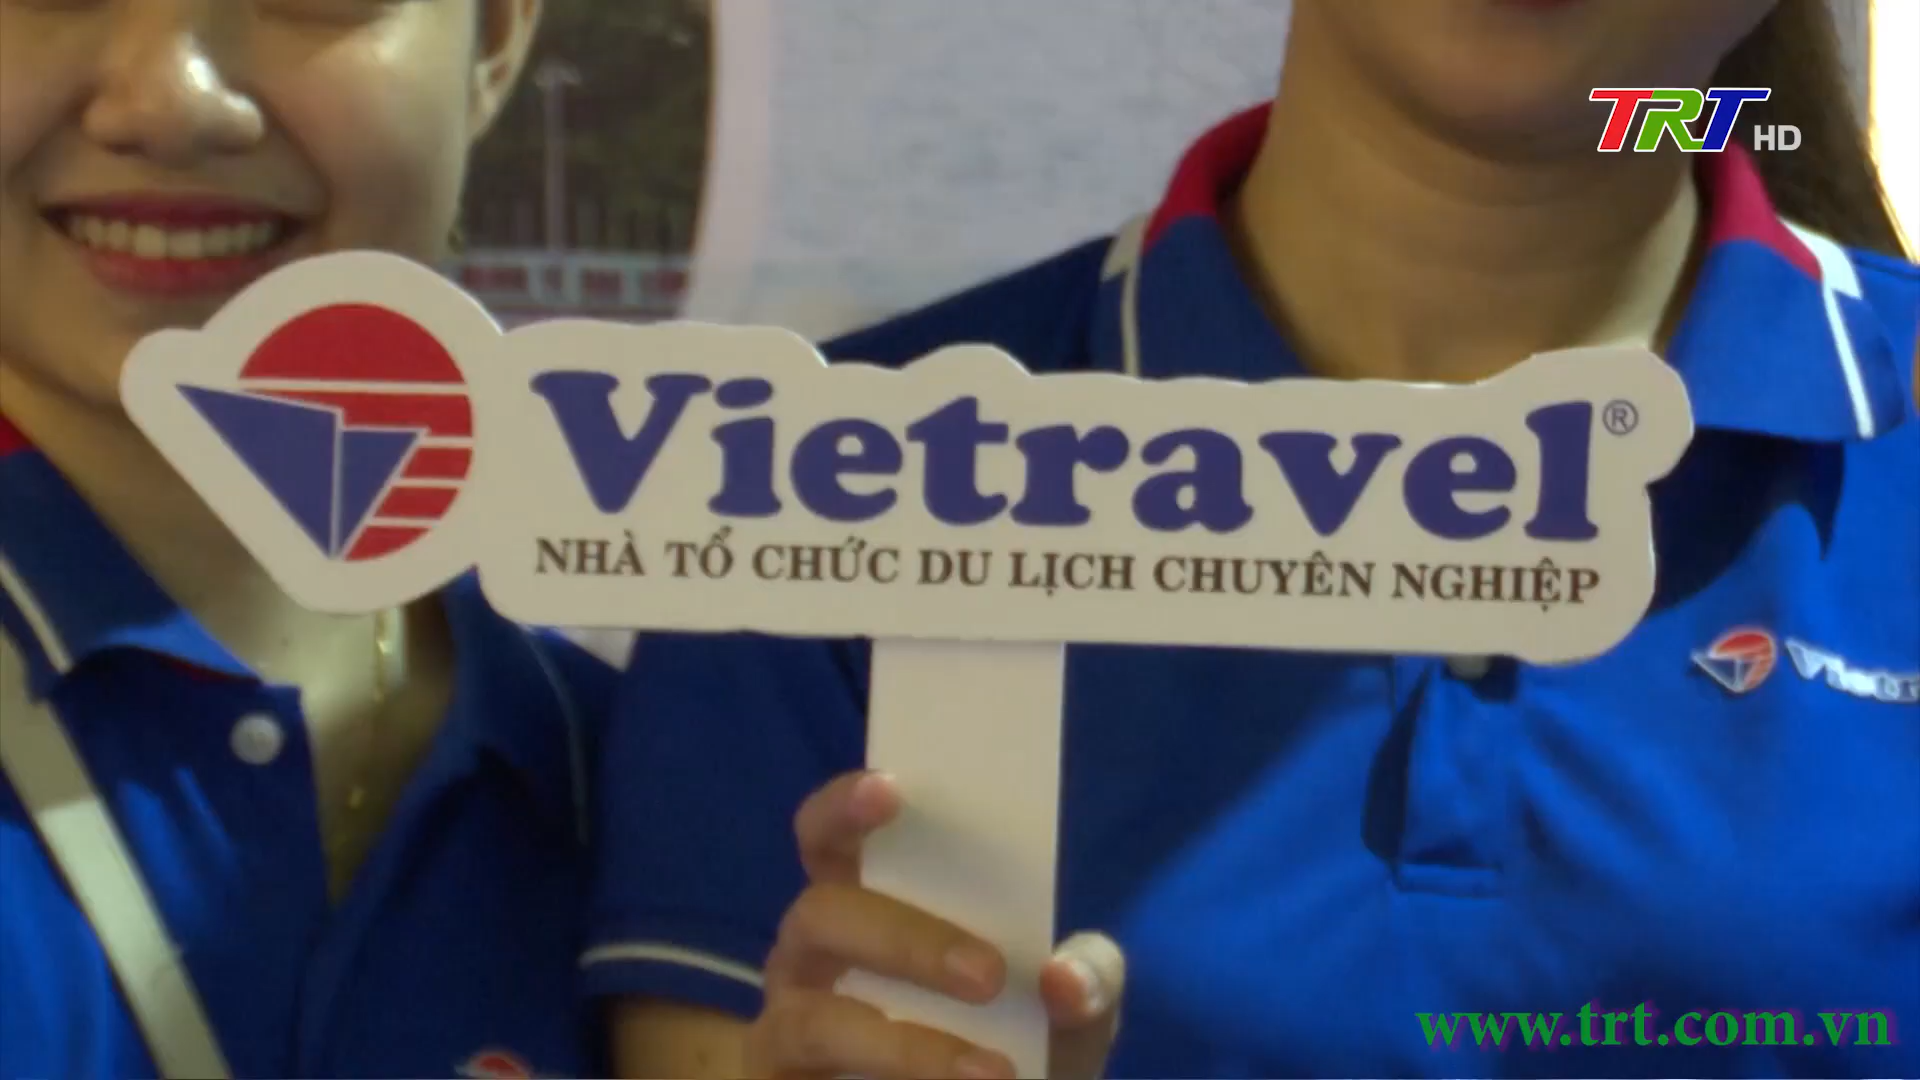 TRT HD
Vietravel®
NHÀ TỔ CHỨC DU LỊCH CHUYÊN NGHIỆP
www.trt.com.vn